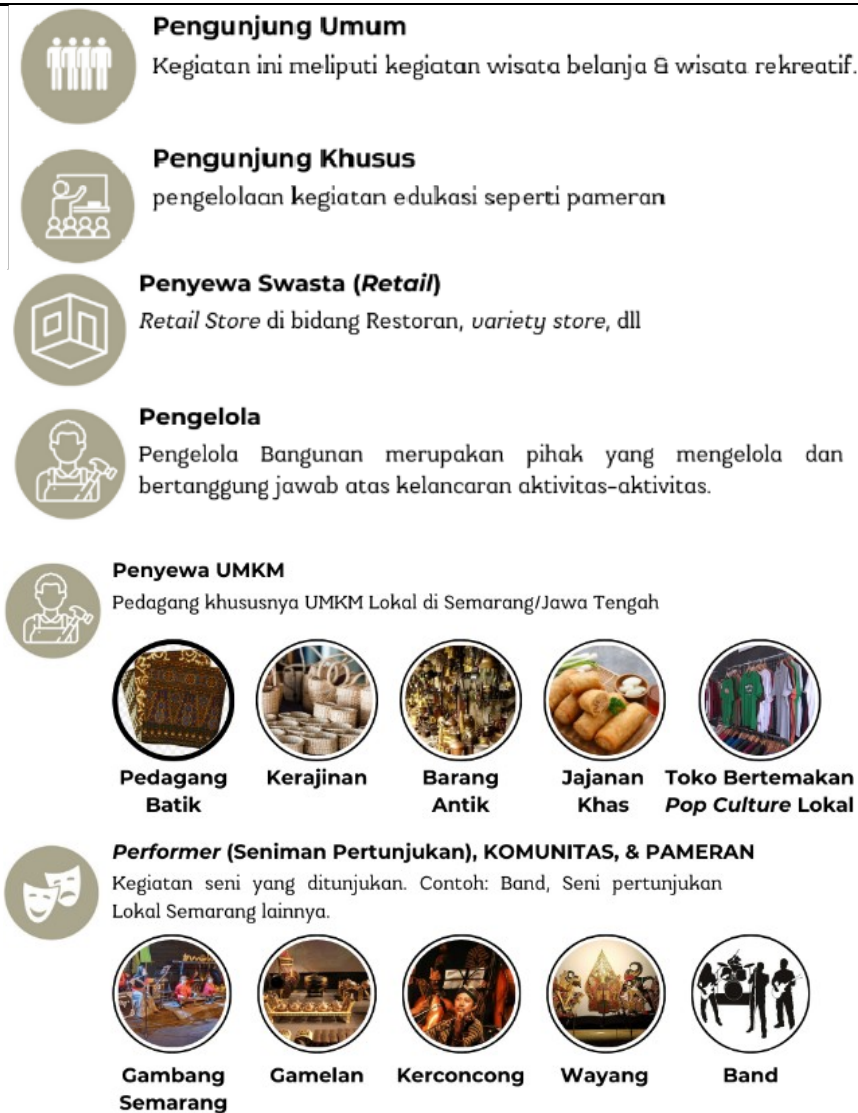 Pengunjung Umum
Kegiatan ini meliputi kegiatan wisata belanja & wisata rekreatif.
Pengunjung Khusus
pengelolaan kegiatan edukasi seperti pameran
Penyewa Swasta (Retail)
Retail Store di bidang Restoran, variety store, dll
Pengelola
Pengelola Bangunan merupakan pihak yang mengelola dan
bertanggung jawab atas kelancaran aktivitas-aktivitas.
Penyewa UMKM
Pedagang khususnya UMKM Lokal di Semarang/Jawa Tengah
Pedagang
Batik
Kerajinan
Barang
Antik
Jajanan
Khas
Toko Bertemakan
Pop Culture Lokal
Performer (Seniman Pertunjukan), KOMUNITAS, & PAMERAN
Kegiatan seni yang ditunjukan. Contoh: Band, Seni pertunjukan
Lokal Semarang lainnya.
Gambang
Semarang
Gamelan
Kerconcong
Wayang
Band